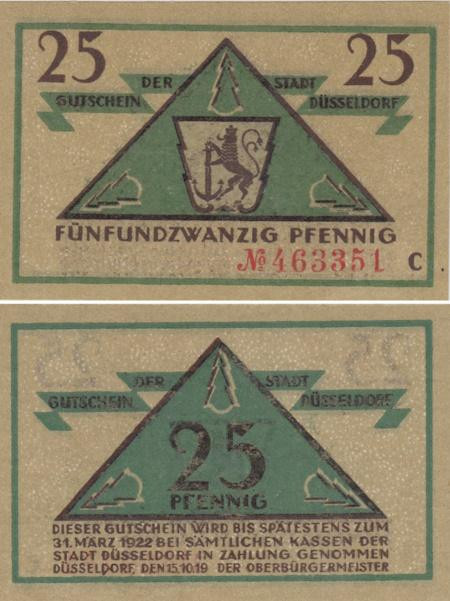 25 25
DER STADT
GUTSCHEIN DÜSSELDORF
FÜNFUNDZWANZIG PFENNIG
№ 463351 C
DER STADT
GUTSCHEIN DÜSSELDORF
25
PFENNIG
DIESER GUTSCHEIN WIRD BIS SPÄTESTENS ZUM
31. MÄRZ 1922 BEI SÄMTLICHEN KASSEN DER
STADT DÜSSELDORF IN ZAHLUNG GENOMMEN
DÜSSELDORF, DEN 15.10.19 DER OBERBÜRGERMEISTER